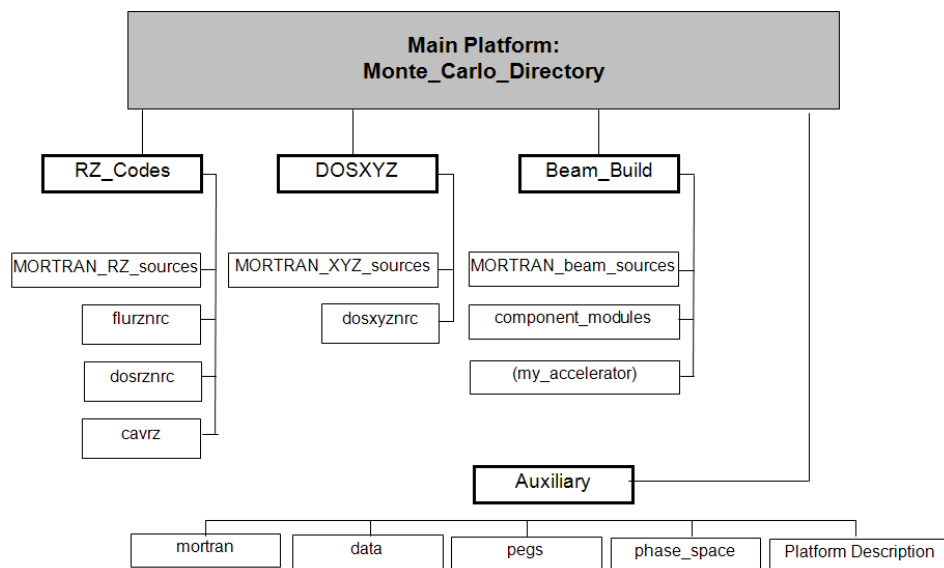 Main Platform:
Monte_Carlo_Directory
RZ_Codes
DOSXYZ
Beam_Build
MORTRAN_RZ_sources
MORTRAN_XYZ_sources
MORTRAN_beam_sources
flurznrc
dosxyznrc
component_modules
dosrznrc
(my_accelerator)
cavrz
Auxiliary
mortran
data
pegs
phase_space
Platform Description